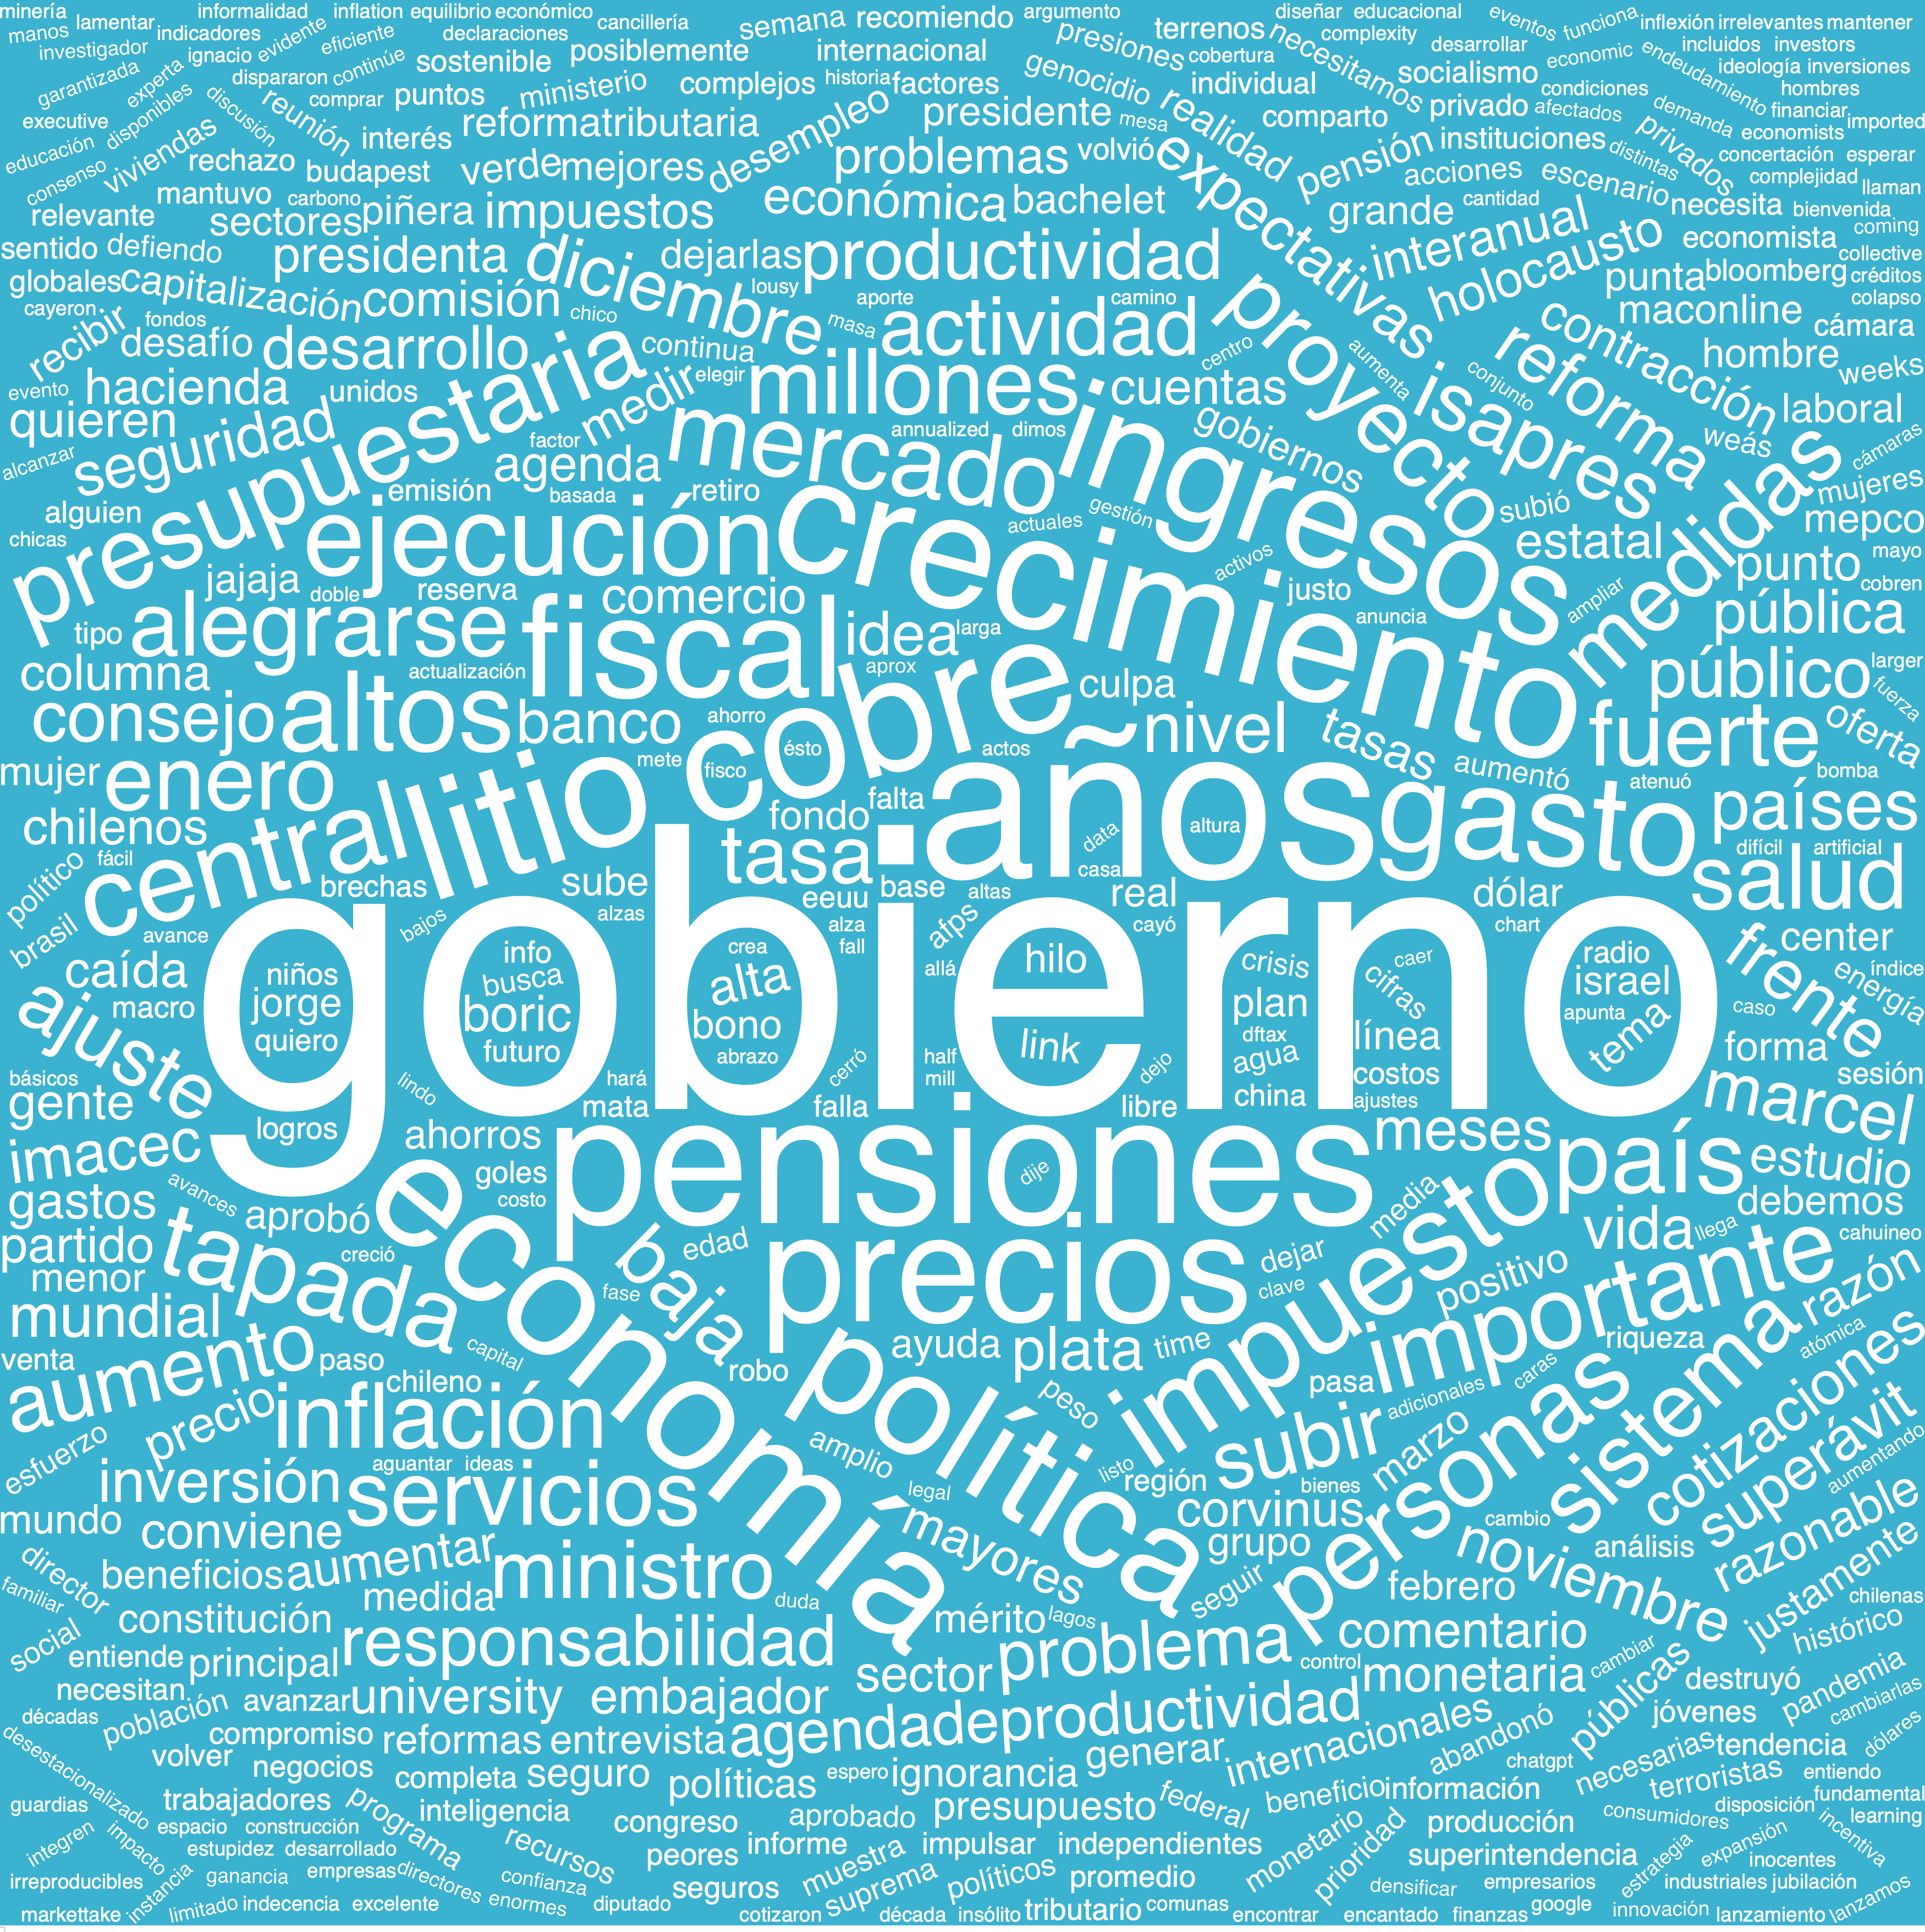 minería informalidad inflation equilibrio económico cancillería semana recomiendo argumento terrenos diseñar educacional eventos funciona inflexión irrelevantes mantener
manos lamentar indicadores evidente eficiente declaraciones posiblemente internacional presiones cobertura necesitamos complexity desarrollar economic endeudamiento incluidos investors
investigador ignacio continúe sostenible ministerio complejos historia factores genocidio individual socialismo ideología inversiones
garantizada experta disponibles dispararon discusión reunión comprar puntos reformatributaria desempleo presidente mesa realidad comparto privado condiciones afectados demanda hombres financiar imported
executive educación consenso viviendas rechazo interés budapest verde mejores problemas volvió expectativas pensión instituciones distintas privados economists concertación esperar
mantuvo carbono piñera impuestos económica bachelet acciones escenario complejidad llaman
relevante sectores grande cantidad necesita bienvenida coming
sentido defiendo presidenta diciembre dejarlas productividad proyecto interanual holocausto economista collective
globales capitalización comisión lousy aporte camino punta bloomberg créditos
cayeron fondos chico masa actividad maconline colapso cámara
recibir desafío desarrollo presupuestaria continua centro aumenta reforma contracción hombre weeks
evento hacienda unidos medir elegir millones ingresos cuentas conjunto isapres laboral
quieren seguridad factor agenda mercado annualized dimos gobiernos medidas weás cámaras
alcanzar emisión basada retiro crecimiento gestión subió mujeres
alguien chicas ejecución actuales activos estatal mepco punto mayo
jajaja doble reserva comercio justo ampliar cobren
tipo alegrarse fiscal idea larga anuncia pública
columna actualización cobre aprox culpa público larger fuerza
consejo altos banco ahorro actos nivel tasas fuerte oferta
mujer enero mete fisco ésto años aumentó atenuó bomba
chilenos central litio fondo falta data altura gasto países
político fácil brechas sube tasa casa difícil artificial salud
brasil avance bajos alzas eeuu base altas real dólar
gobierno alza fall afps cayó chart frente center
caída niños info busca crea alta allá hilo crisis caer cifras radio israel energía índice
ajuste macro jorge boric bono plan línea apunta tema caso
quiero futuro abrazo half link dejo dftax agua forma
básicos lindo hará cerró mill costos sesión
gente logros mata falla libre china ajustes marcel
imacec ahorros pensiones meses país estudio
gastos avances goles costo dije media debemos
partido tapada aprobó economía edad precios dejar impuesto vida llega cahuineo
menor creció fase baja clave positivo importante razón
mundial capital robo ayuda plata time riqueza atómica
venta aumento paso chileno política peso pasa adicionales caras sistema
esfuerzo precio inflación amplio listo subir marzo personas cotizaciones superávit
inversión aguantar ideas servicios legal región bienes aumentando
mundo conviene mayores corvinus cambio razonable
director beneficios aumentar ministro grupo noviembre análisis
familiar medida duda seguir febrero justamente chilenas
social constitución responsabilidad mérito lagos comentario histórico
entiende principal sector problema control monetaria cambiar públicas destruyó pandemia
necesitan población avanzar university embajador agendadeproductividad internacionales abandonó jóvenes cambiarlas
décadas compromiso reformas entrevista generar chatgpt necesarias tendencia dólares
desestacionalizado volver negocios completa seguro políticas espero ignorancia beneficio información terroristas entiendo
guardias trabajadores programa inteligencia congreso aprobado presupuesto federal producción consumidores disposición fundamental
integren impacto espacio construcción recursos informe impulsar independientes monetario prioridad estrategia expansión incentiva learning
estupidez desarrollado peores muestra superintendencia inocentes
irreproducibles instancia ganancia empresas directores confianza seguros suprema políticos promedio densificar empresarios industriales jubilación
markettake limitado indecencia excelente enormes diputado cotizaron década insólito tributario comunas encontrar encantado finanzas google innovación lanzamiento lanzamos